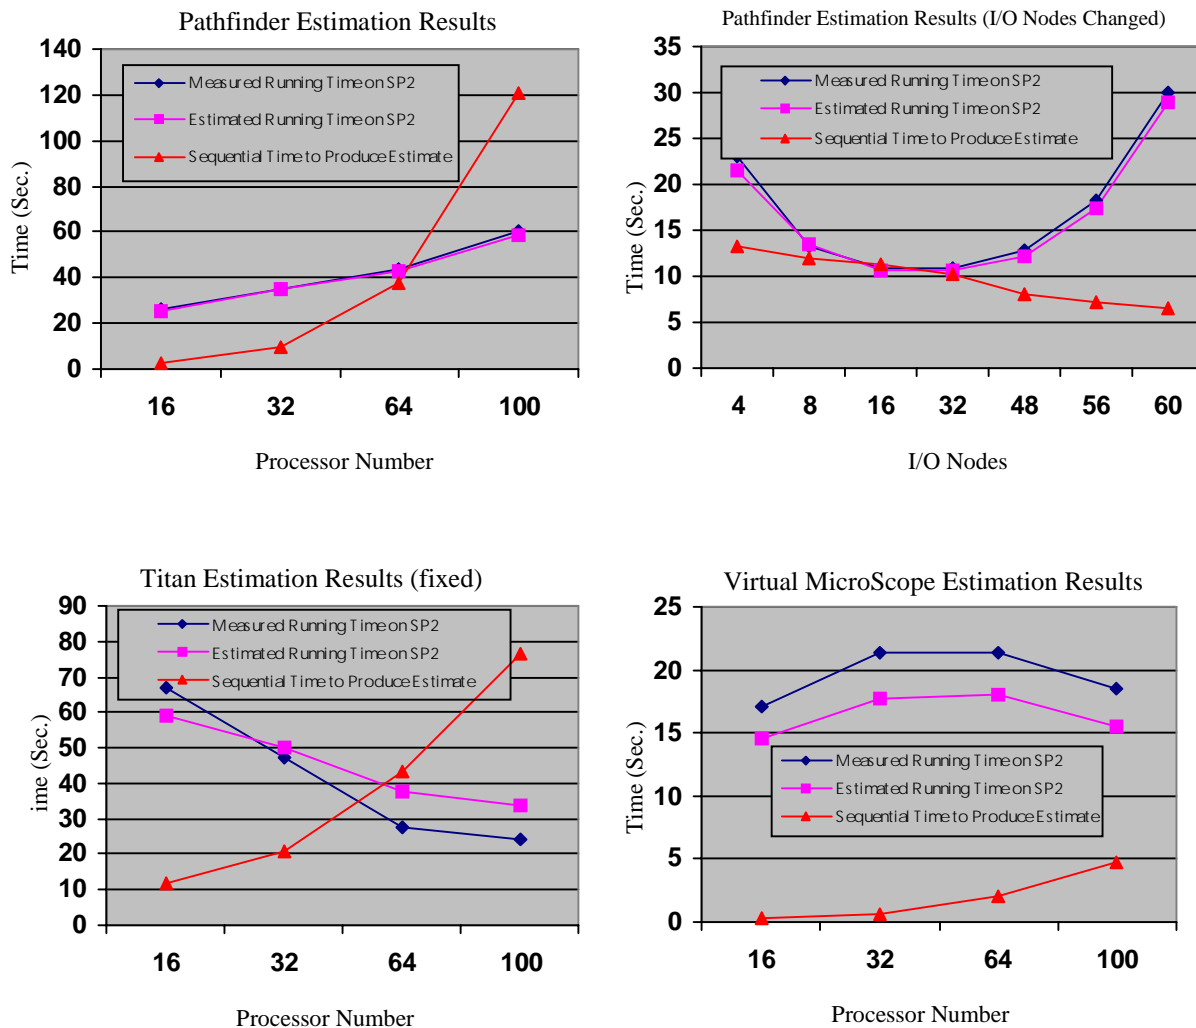 Pathfinder Estimation Results
140
120
100
80
60
40
20
0
Measured Running Time on SP2
Estimated Running Time on SP2
Sequential Time to Produce Estimate
Time (Sec.)
16 32 64 100
Processor Number
Pathfinder Estimation Results (I/O Nodes Changed)
35
30
25
20
15
10
5
0
Measured Running Time on SP2
Estimated Running Time on SP2
Sequential Time to Produce Estimate
Time (Sec.)
4 8 16 32 48 56 60
I/O Nodes
Titan Estimation Results (fixed)
90
80
70
60
50
40
30
20
10
0
Measured Running Time on SP2
Estimated Running Time on SP2
Sequential Time to Produce Estimate
ime (Sec.)
16 32 64 100
Processor Number
Virtual MicroScope Estimation Results
25
20
15
10
5
0
Measured Running Time on SP2
Estimated Running Time on SP2
Sequential Time to Produce Estimate
Time (Sec.)
16 32 64 100
Processor Number